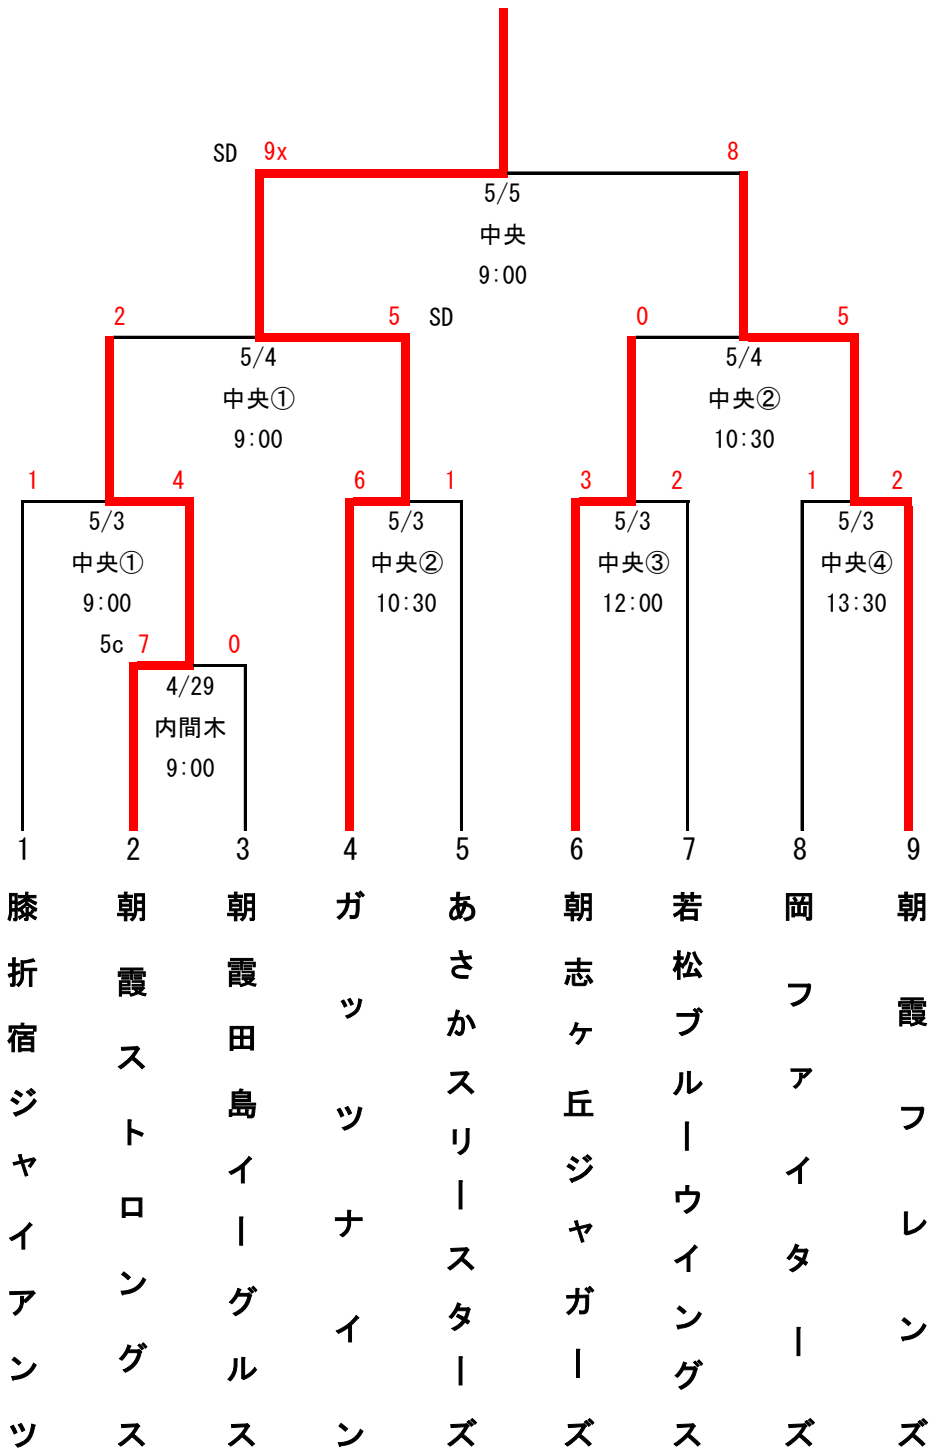 SD 9x 8
5/5
中央
9:00
2 5 SD 0 5
5/4 5/4
中央① 中央②
9:00 10:30
1 4 6 1 3 2 1 2
5/3 5/3 5/3 5/3
中央① 中央② 中央③ 中央④
9:00 10:30 12:00 13:30
5c 7 0
4/29
内間木
9:00
1 2 3 4 5 6 7 8 9
膝折宿ジャイアンツ
朝霞ストロングス
朝霞田島イーグルス
ガッツナイン
あさかスリースターズ
朝志ヶ丘ジャガーズ
若松ブルーウイングス
岡ファイターズ
朝霞フレンズ